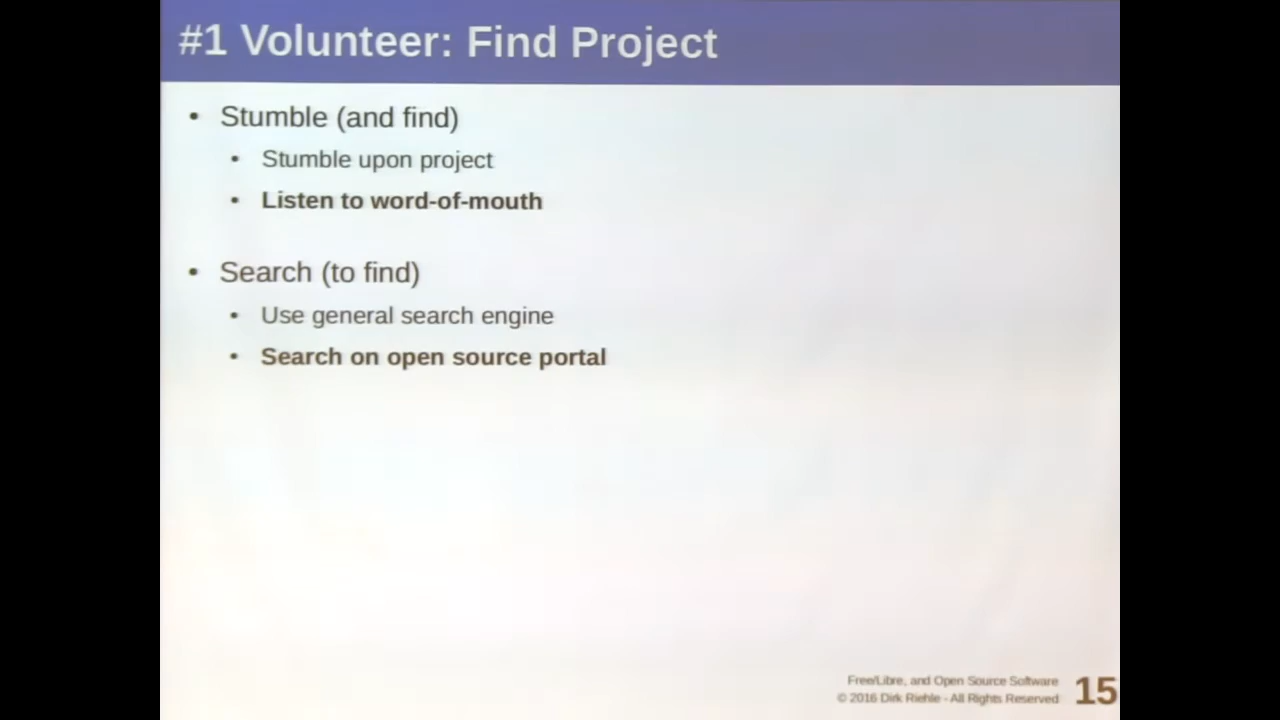 #1 Volunteer: Find Project
• Stumble (and find)
• Stumble upon project
• Listen to word-of-mouth
• Search (to find)
• Use general search engine
• Search on open source portal
Free/Libre, and Open Source Software
© 2016 Dirk Riehle - All Rights Reserved
15